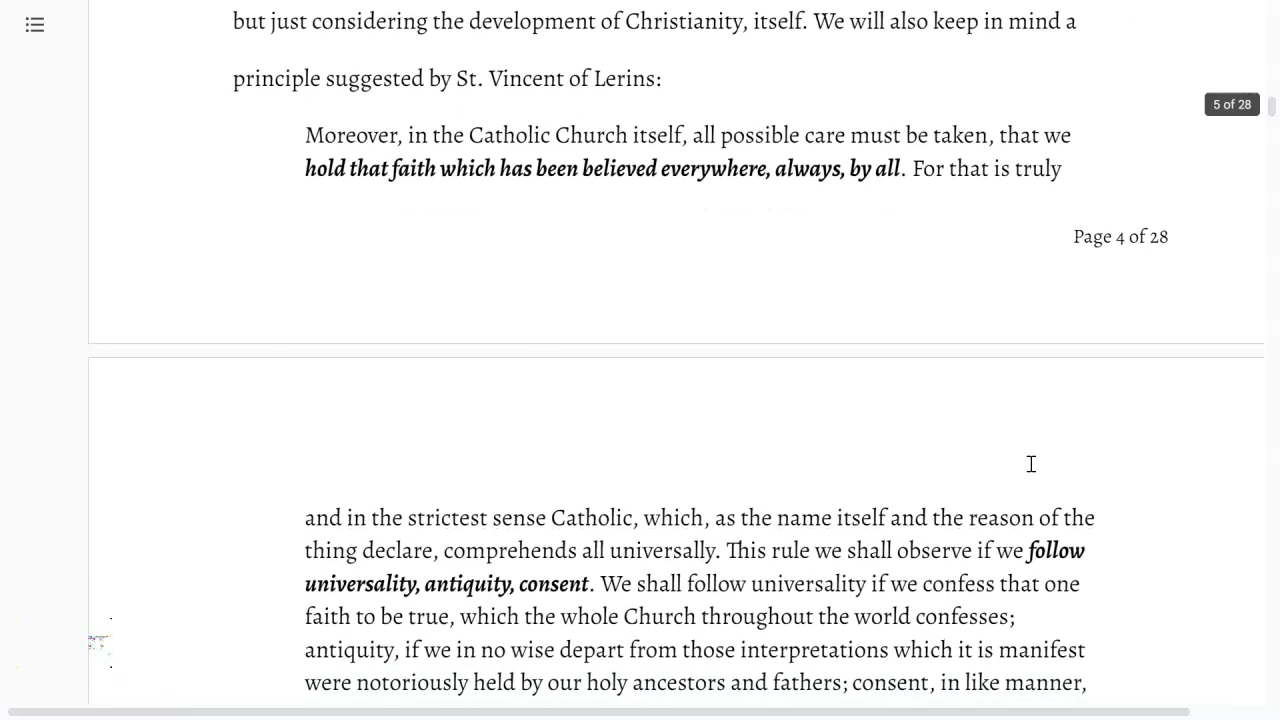 but just considering the development of Christianity, itself. We will also keep in mind a
principle suggested by St. Vincent of Lerins:
5 of 28
Moreover, in the Catholic Church itself, all possible care must be taken, that we
hold that faith which has been believed everywhere, always, by all. For that is truly
Page 4 of 28
and in the strictest sense Catholic, which, as the name itself and the reason of the
thing declare, comprehends all universally. This rule we shall observe if we follow
universality, antiquity, consent. We shall follow universality if we confess that one
faith to be true, which the whole Church throughout the world confesses;
antiquity, if we in no wise depart from those interpretations which it is manifest
were notoriously held by our holy ancestors and fathers; consent, in like manner,